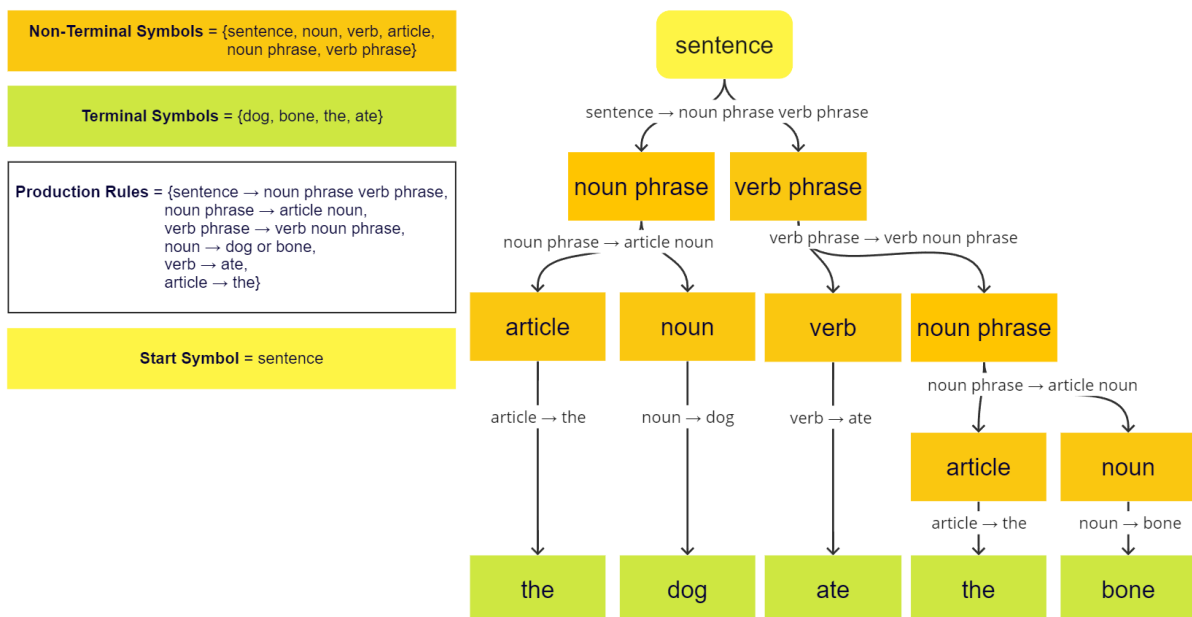 Non-Terminal Symbols = {sentence, noun, verb, article,
noun phrase, verb phrase}
Terminal Symbols = {dog, bone, the, ate}
Production Rules = {sentence → noun phrase verb phrase,
noun phrase → article noun,
verb phrase → verb noun phrase,
noun → dog or bone,
verb → ate,
article → the}
Start Symbol = sentence
sentence
sentence → noun phrase verb phrase
noun phrase
verb phrase
noun phrase → article noun
verb phrase → verb noun phrase
article
noun
verb
noun phrase
noun phrase → article noun
article → the
noun → dog
verb → ate
article
noun
article → the
noun → bone
the
dog
ate
the
bone